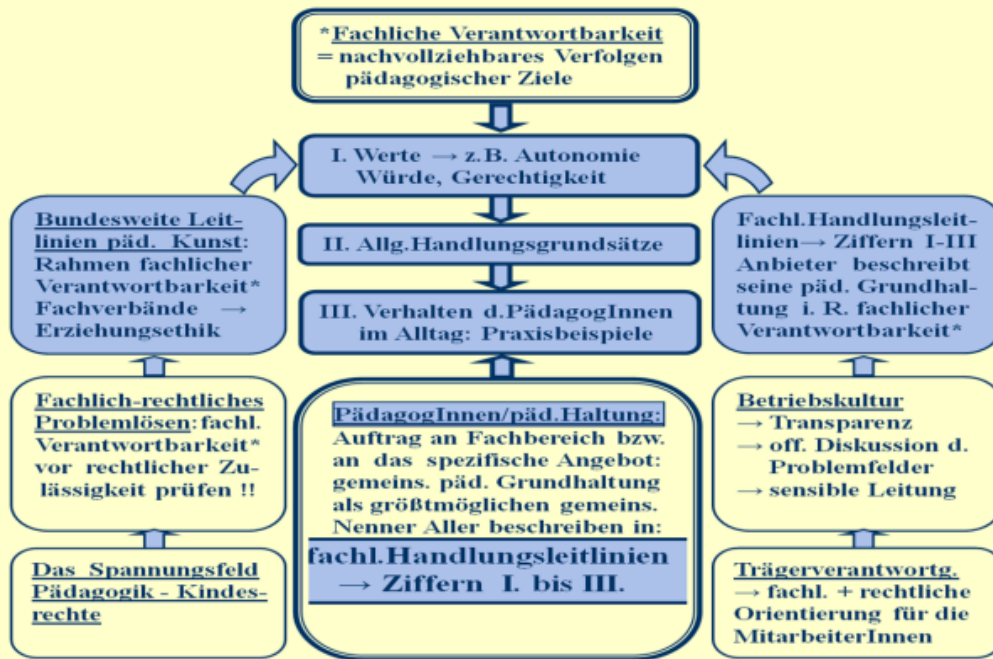 *Fachliche Verantwortbarkeit
= nachvollziehbares Verfolgen
pädagogischer Ziele
I. Werte → z.B. Autonomie
Würde, Gerechtigkeit
II. Allg.Handlungsgrundsätze
III. Verhalten d.PädagogInnen
im Alltag: Praxisbeispiele
Bundesweite Leit-
linien päd. Kunst:
Rahmen fachlicher
Verantwortbarkeit*
Fachverbände →
Erziehungsethik
Fachlich-rechtliches
Problemlösen: fachl.
Verantwortbarkeit*
vor rechtlicher Zu-
lässigkeit prüfen !!
Das Spannungsfeld
Pädagogik - Kindes-
rechte
PädagogInnen/päd.Haltung:
Auftrag an Fachbereich bzw.
an das spezifische Angebot:
gemeins. päd. Grundhaltung
als größtmöglichen gemeins.
Nenner Aller beschreiben in:
fachl.Handlungsleitlinien
→ Ziffern I. bis III.
Fachl.Handlungsleit-
linien→ Ziffern I-III
Anbieter beschreibt
seine päd. Grundhal-
tung i. R. fachlicher
Verantwortbarkeit*
Betriebskultur
→ Transparenz
→ off. Diskussion d.
Problemfelder
→ sensible Leitung
Trägerverantwortg.
→ fachl. + rechtliche
Orientierung für die
MitarbeiterInnen